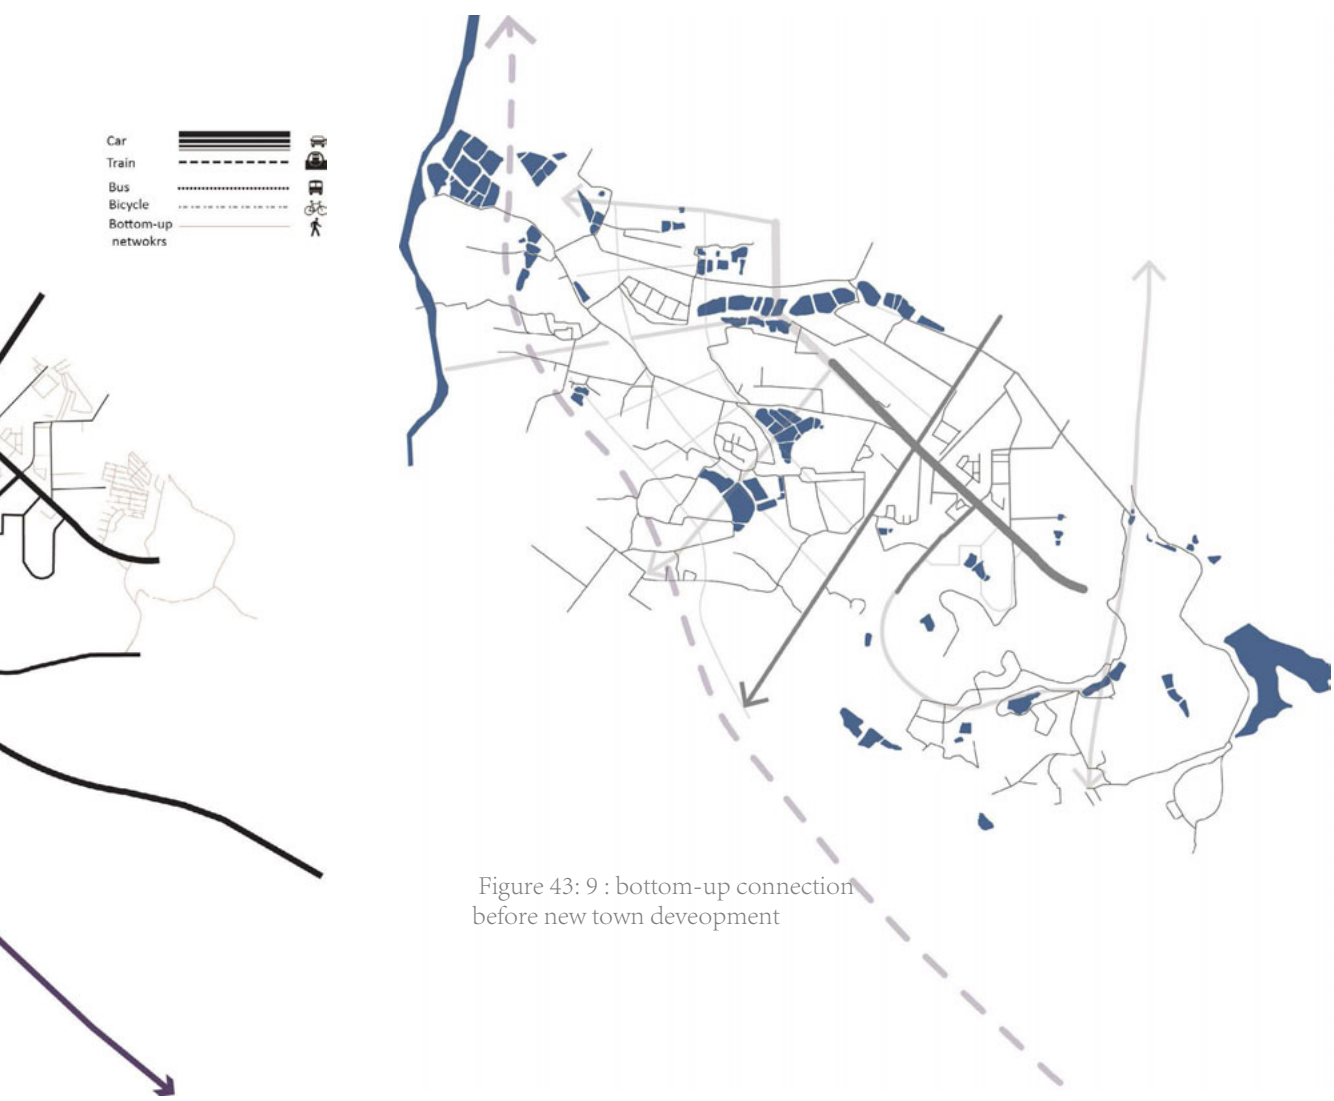 Car
Train
Bus
Bicycle
Bottom-up
netwokrs
Figure 43: 9 : bottom-up connection
before new town deveopment